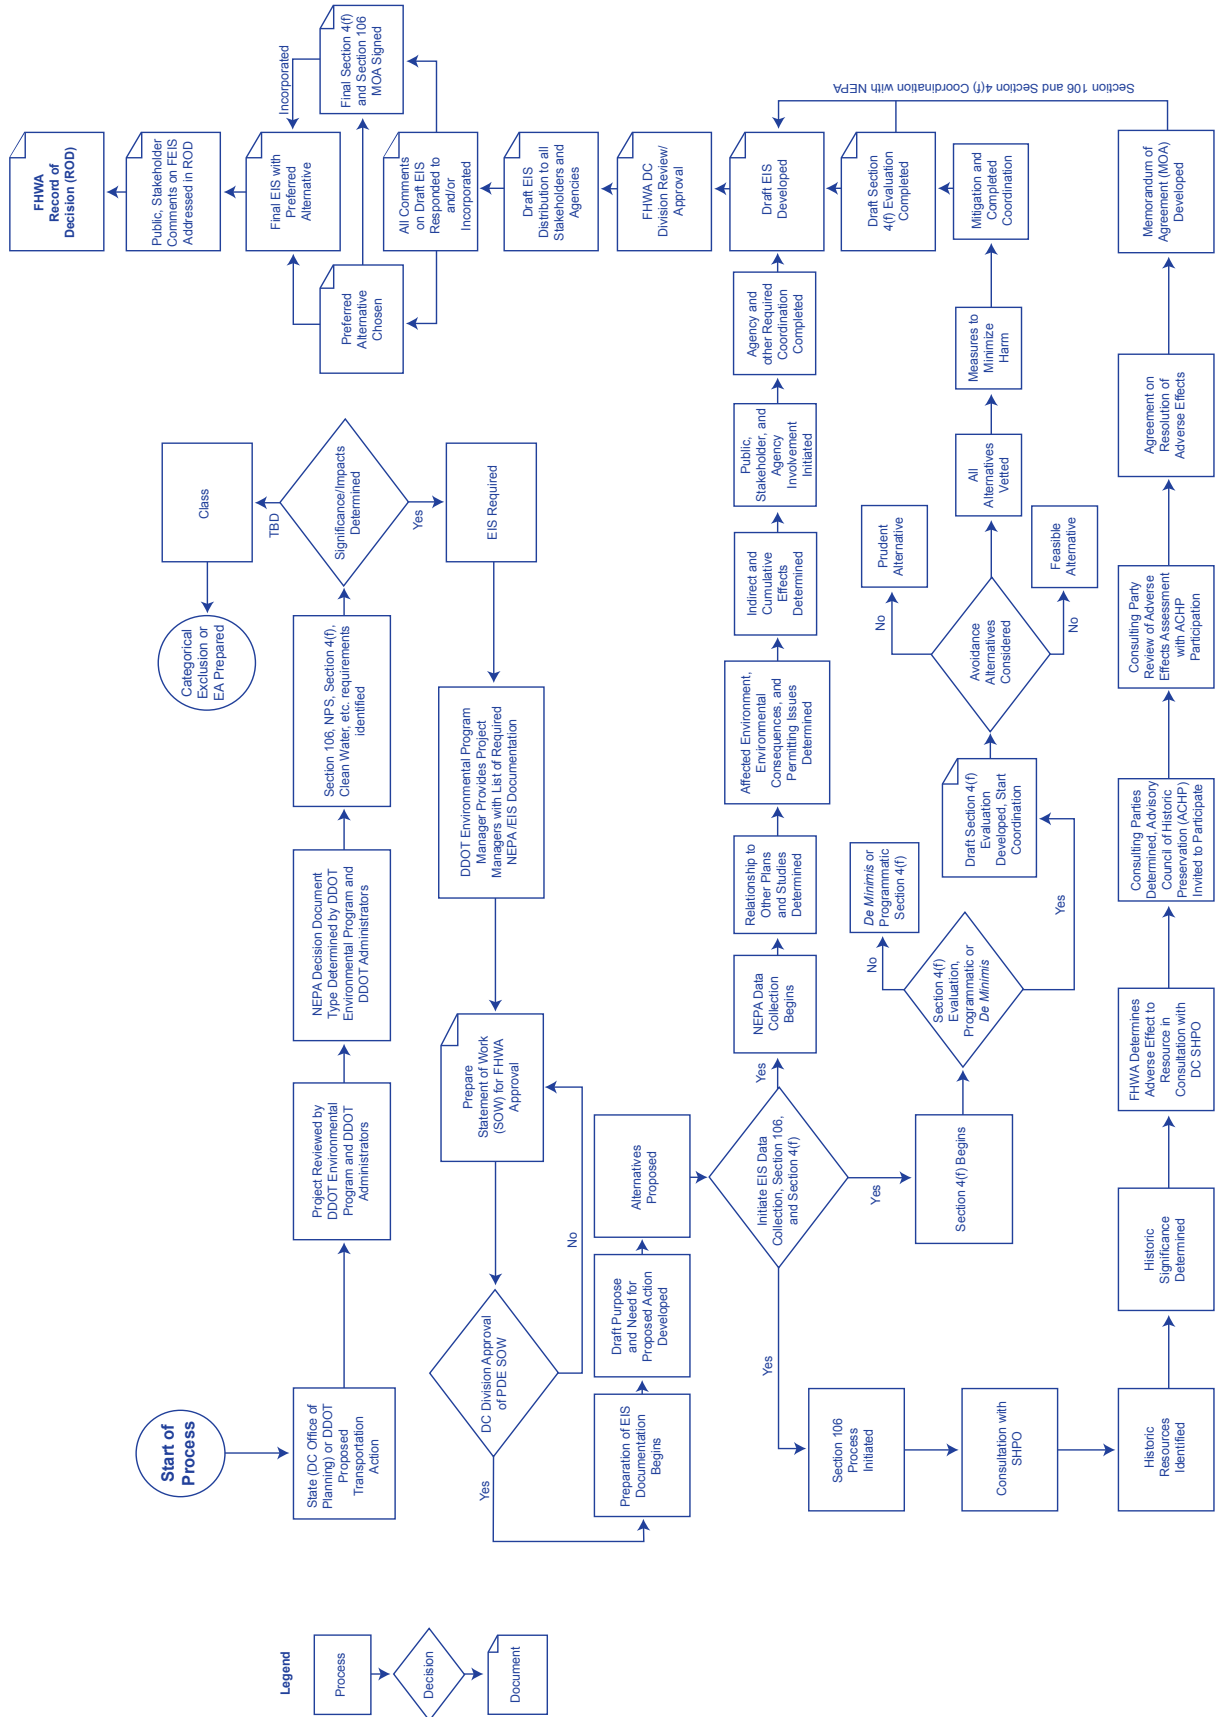 Start of
Process
State (DC Office of
Planning) or DDOT
Proposed
Transportation
Action
Project Reviewed by
DDOT Environmental
Program and DDOT
Administrators
NEPA Decision Document
Type Determined by DDOT
Environmental Program and
DDOT Administrators
Section 106, NPS, Section 4(f),
Clean Water, etc. requirements
identified
Significance/Impacts
Determined
TBD
Class
Categorical
Exclusion or
EA Prepared
Yes
EIS Required
DDOT Environmental Program
Manager Provides Project
Managers with List of Required
NEPA /EIS Documentation
Prepare
Statement of Work
(SOW) for FHWA
Approval
DC Division Approval
of PDE SOW
No
Yes
Preparation of EIS
Documentation
Begins
Draft Purpose
and Need for
Proposed Action
Developed
Alternatives
Proposed
Initiate EIS Data
Collection, Section 106,
and Section 4(f)
Yes
NEPA Data
Collection
Begins
Relationship to
Other Plans
and Studies
Determined
Affected Environment,
Environmental
Consequences, and
Permitting Issues
Determined
Indirect and
Cumulative
Effects
Determined
Public,
Stakeholder, and
Agency
Involvement
Initiated
Agency and
other Required
Coordination
Completed
Draft EIS
Developed
Yes
Section 4(f) Begins
Section 4(f)
Evaluation,
Programmatic or
De Minimis
No
De Minimis or
Programmatic
Section 4(f)
Yes
Draft Section 4(f)
Evaluation
Developed, Start
Coordination
Avoidance
Alternatives
Considered
No
Prudent
Alternative
No
Feasible
Alternative
All
Alternatives
Vetted
Measures to
Minimize
Harm
Mitigation and
Completed
Coordination
Draft Section
4(f) Evaluation
Completed
Yes
Section 106
Process
Initiated
Consultation with
SHPO
Historic
Resources
Identified
Historic
Significance
Determined
FHWA Determines
Adverse Effect to
Resource in
Consultation with
DC SHPO
Consulting Parties
Determined, Advisory
Council of Historic
Preservation (ACHP)
Invited to Participate
Consulting Party
Review of Adverse
Effects Assessment
with ACHP
Participation
Agreement on
Resolution of
Adverse Effects
Memorandum of
Agreement (MOA)
Developed
Section 106 and Section 4(f) Coordination with NEPA
FHWA DC
Division Review/
Approval
Draft EIS
Distribution to all
Stakeholders and
Agencies
All Comments
on Draft EIS
Responded to
and/or
Incorporated
Preferred
Alternative
Chosen
Final Section 4(f)
and Section 106
MOA Signed
Incorporated
Final EIS with
Preferred
Alternative
Public, Stakeholder
Comments on FEIS
Addressed in ROD
FHWA
Record of
Decision (ROD)
Legend
Process
Decision
Document